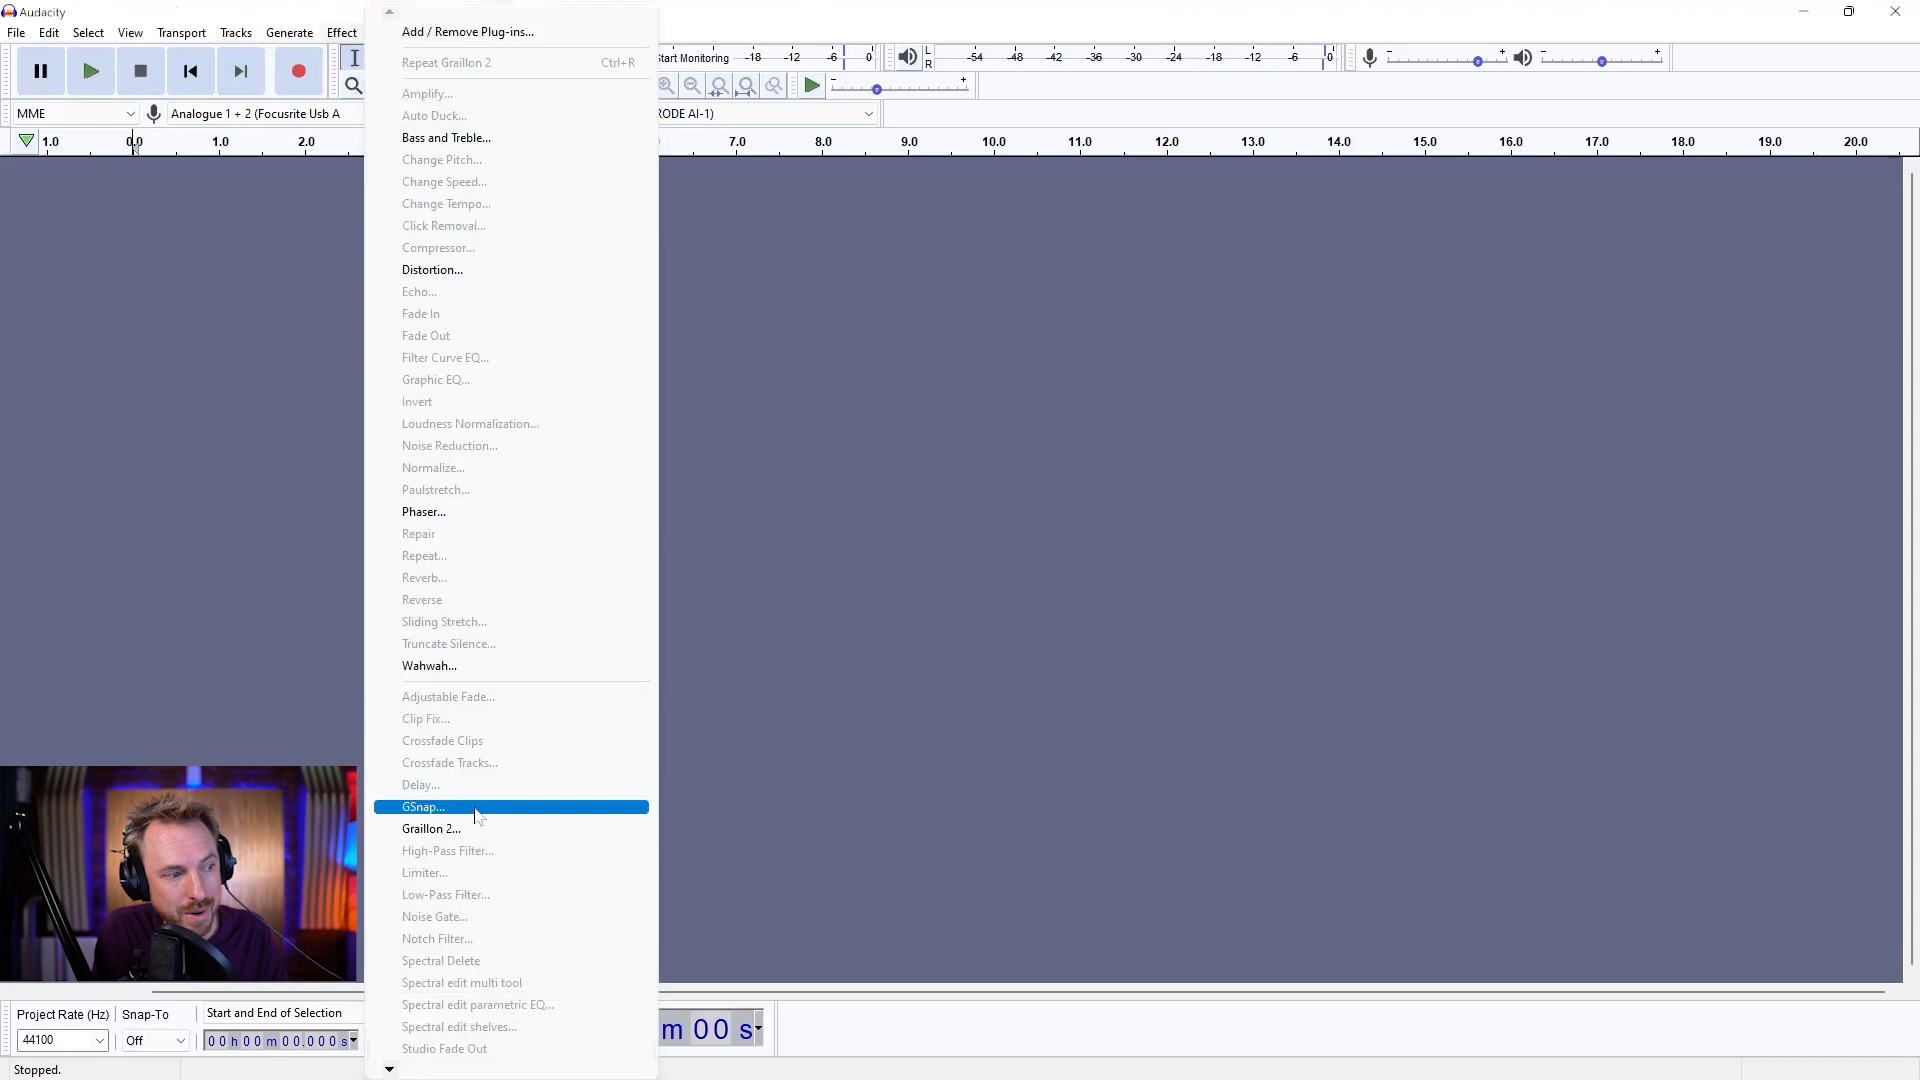 Audacity
File Edit Select View Transport Tracks Generate Effect
Add / Remove Plug-ins...
Repeat Graillon 2 Ctrl+R
Amplify...
Auto Duck...
Bass and Treble...
Change Pitch...
Change Speed...
Change Tempo...
Click Removal...
Compressor...
Distortion...
Echo...
Fade In
Fade Out
Filter Curve EQ...
Graphic EQ...
Invert
Loudness Normalization...
Noise Reduction...
Normalize...
Paulstretch...
Phaser...
Repair
Repeat...
Reverb...
Reverse
Sliding Stretch...
Truncate Silence...
Wahwah...
Adjustable Fade...
Clip Fix...
Crossfade Clips
Crossfade Tracks...
Delay...
GSnap...
Graillon 2...
High-Pass Filter...
Limiter...
Low-Pass Filter...
Noise Gate...
Notch Filter...
Spectral Delete
Spectral edit multi tool
Spectral edit parametric EQ...
Spectral edit shelves...
Studio Fade Out
Start Monitoring -18 -12 -6 0
L
R
-54 -48 -42 -36 -30 -24 -18 -12 -6 0
- +
- +
- +
MME Analogue 1 + 2 (Focusrite Usb A RODE AI-1)
1.0 0.0 1.0 2.0 7.0 8.0 9.0 10.0 11.0 12.0 13.0 14.0 15.0 16.0 17.0 18.0 19.0 20.0
Project Rate (Hz) Snap-To Start and End of Selection
44100 Off 00h00m00.000s m 00 s
Stopped.